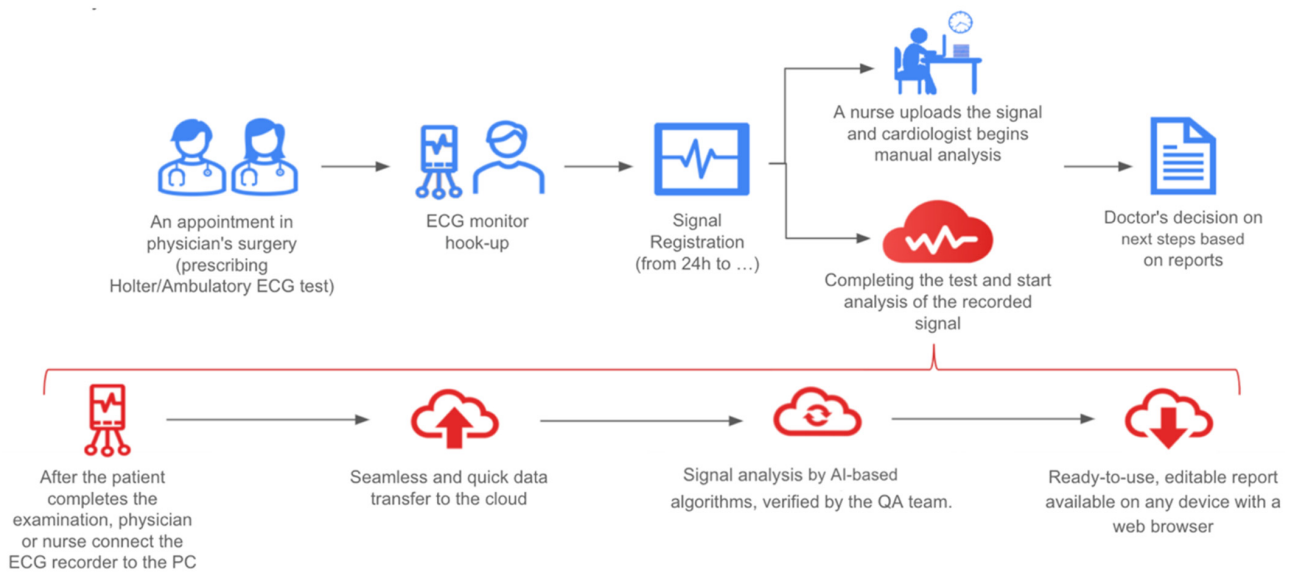 An appointment in
physician's surgery
(prescribing
Holter/Ambulatory ECG test)
ECG monitor
hook-up
Signal
Registration
(from 24h to ...)
A nurse uploads the signal
and cardiologist begins
manual analysis
Completing the test and start
analysis of the recorded
signal
Doctor's decision on
next steps based
on reports
After the patient
completes the
examination, physician
or nurse connect the
ECG recorder to the PC
Seamless and quick data
transfer to the cloud
Signal analysis by AI-based
algorithms, verified by the QA team.
Ready-to-use, editable report
available on any device with a
web browser